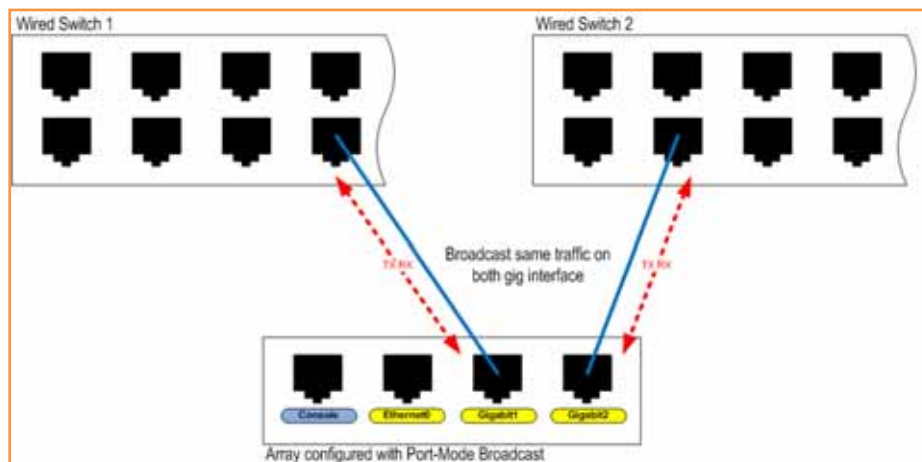 Wired Switch 1
Wired Switch 2
Broadcast same traffic on
both gig interface
TX RX
TX RX
Console
Ethernet0
Gigabit1
Gigabit2
Array configured with Port-Mode Broadcast